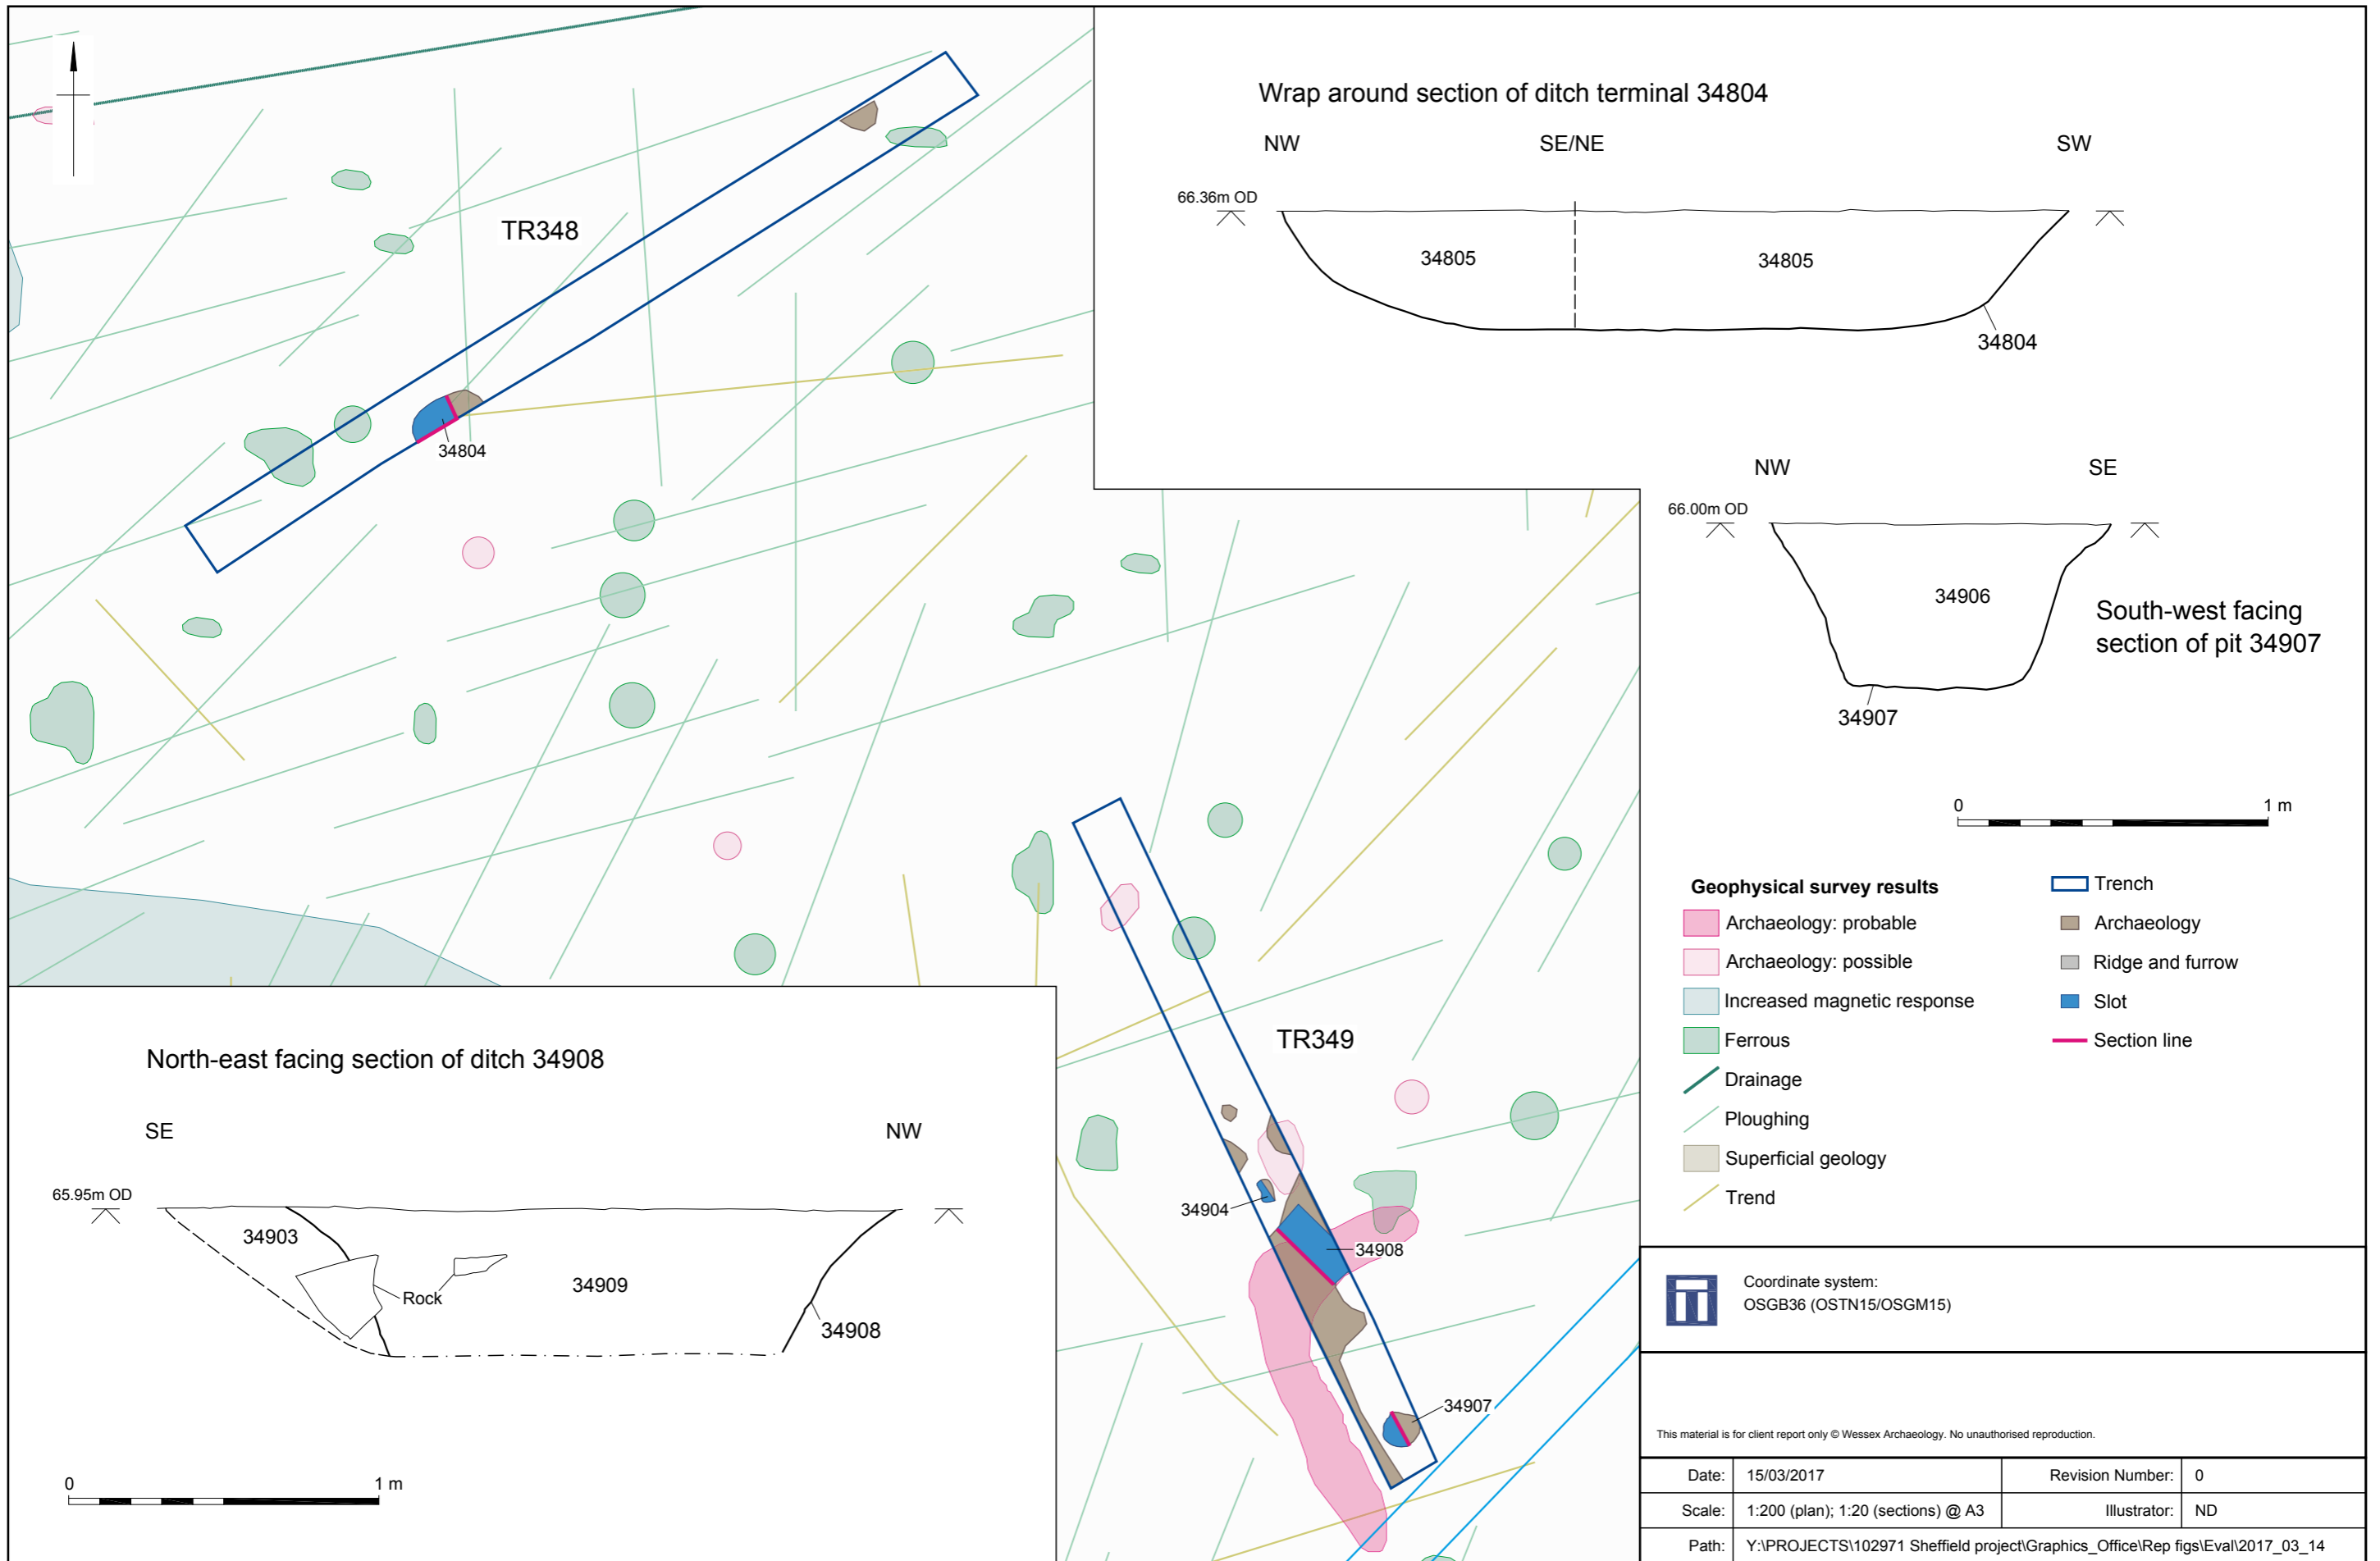 TR348
34804
Wrap around section of ditch terminal 34804
NW
SE/NE
SW
66.36m OD
34805
34805
34804
NW
SE
66.00m OD
34906
34907
South-west facing
section of pit 34907
0
1 m
North-east facing section of ditch 34908
SE
NW
65.95m OD
34903
Rock
34909
34908
0
1 m
TR349
34904
34908
34907
Geophysical survey results
Archaeology: probable
Archaeology: possible
Increased magnetic response
Ferrous
Drainage
Ploughing
Superficial geology
Trend
Trench
Archaeology
Ridge and furrow
Slot
Section line
Coordinate system:
OSGB36 (OSTN15/OSGM15)
This material is for client report only © Wessex Archaeology. No unauthorised reproduction.
Date: 15/03/2017 Revision Number: 0
Scale: 1:200 (plan); 1:20 (sections) @ A3 Illustrator: ND
Path: Y:\PROJECTS\102971 Sheffield project\Graphics_Office\Rep figs\Eval\2017_03_14